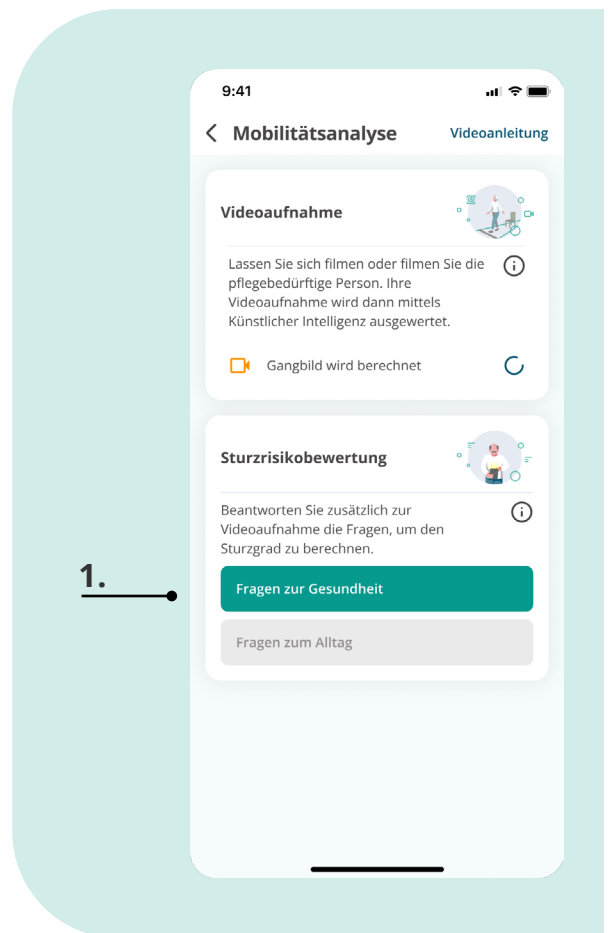 9:41
Mobilitätsanalyse Videoanleitung
Videoaufnahme
Lassen Sie sich filmen oder filmen Sie die
pflegebedürftige Person. Ihre
Videoaufnahme wird dann mittels
Künstlicher Intelligenz ausgewertet.
Gangbild wird berechnet
Sturzrisikobewertung
Beantworten Sie zusätzlich zur
Videoaufnahme die Fragen, um den
Sturzgrad zu berechnen.
1.
Fragen zur Gesundheit
Fragen zum Alltag